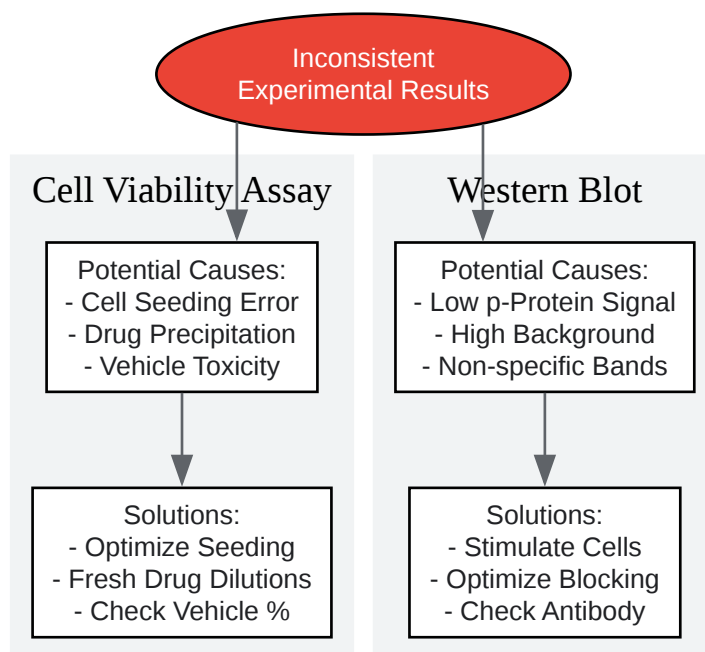 Inconsistent
Experimental Results
Cell Viability Assay
Potential Causes:
- Cell Seeding Error
- Drug Precipitation
- Vehicle Toxicity
Solutions:
- Optimize Seeding
- Fresh Drug Dilutions
- Check Vehicle %
Western Blot
Potential Causes:
- Low p-Protein Signal
- High Background
- Non-specific Bands
Solutions:
- Stimulate Cells
- Optimize Blocking
- Check Antibody